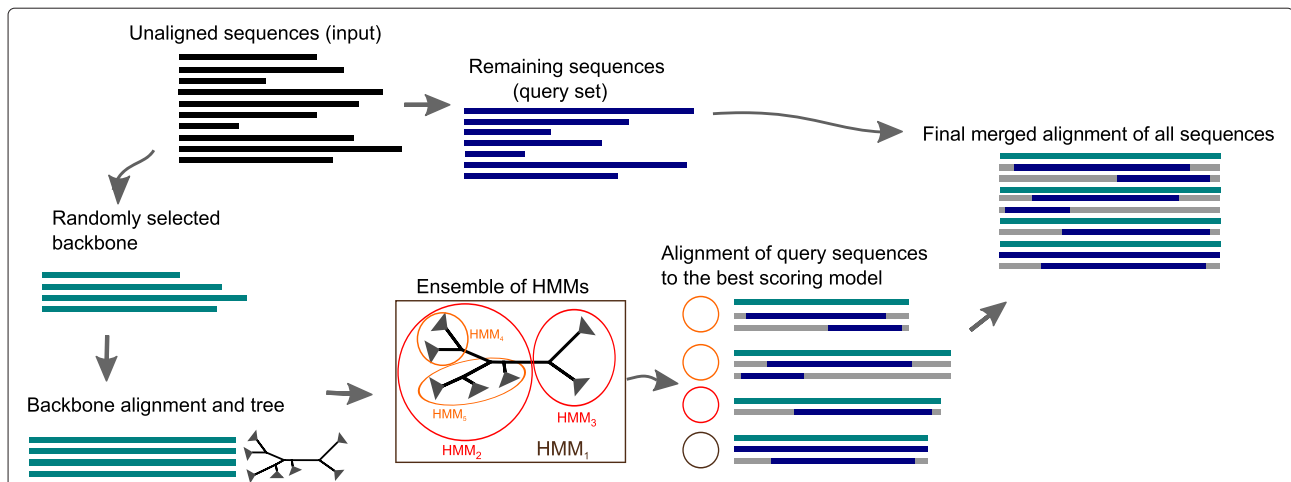 Unaligned sequences (input)
Remaining sequences
(query set)
Final merged alignment of all sequences
Randomly selected
backbone
Alignment of query sequences
to the best scoring model
Ensemble of HMMs
HMM₄
HMM₅
HMM₃
HMM₂
HMM₁
Backbone alignment and tree